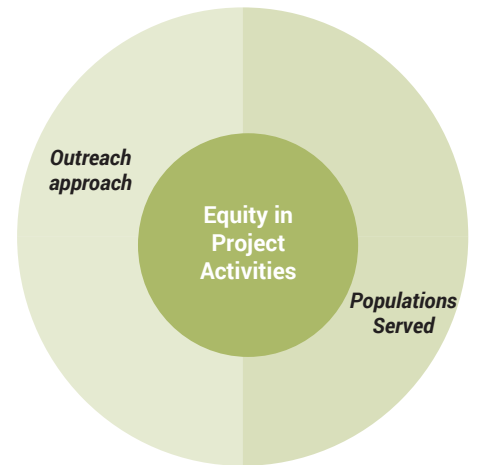 Outreach
approach
Equity in
Project
Activities
Populations
Served